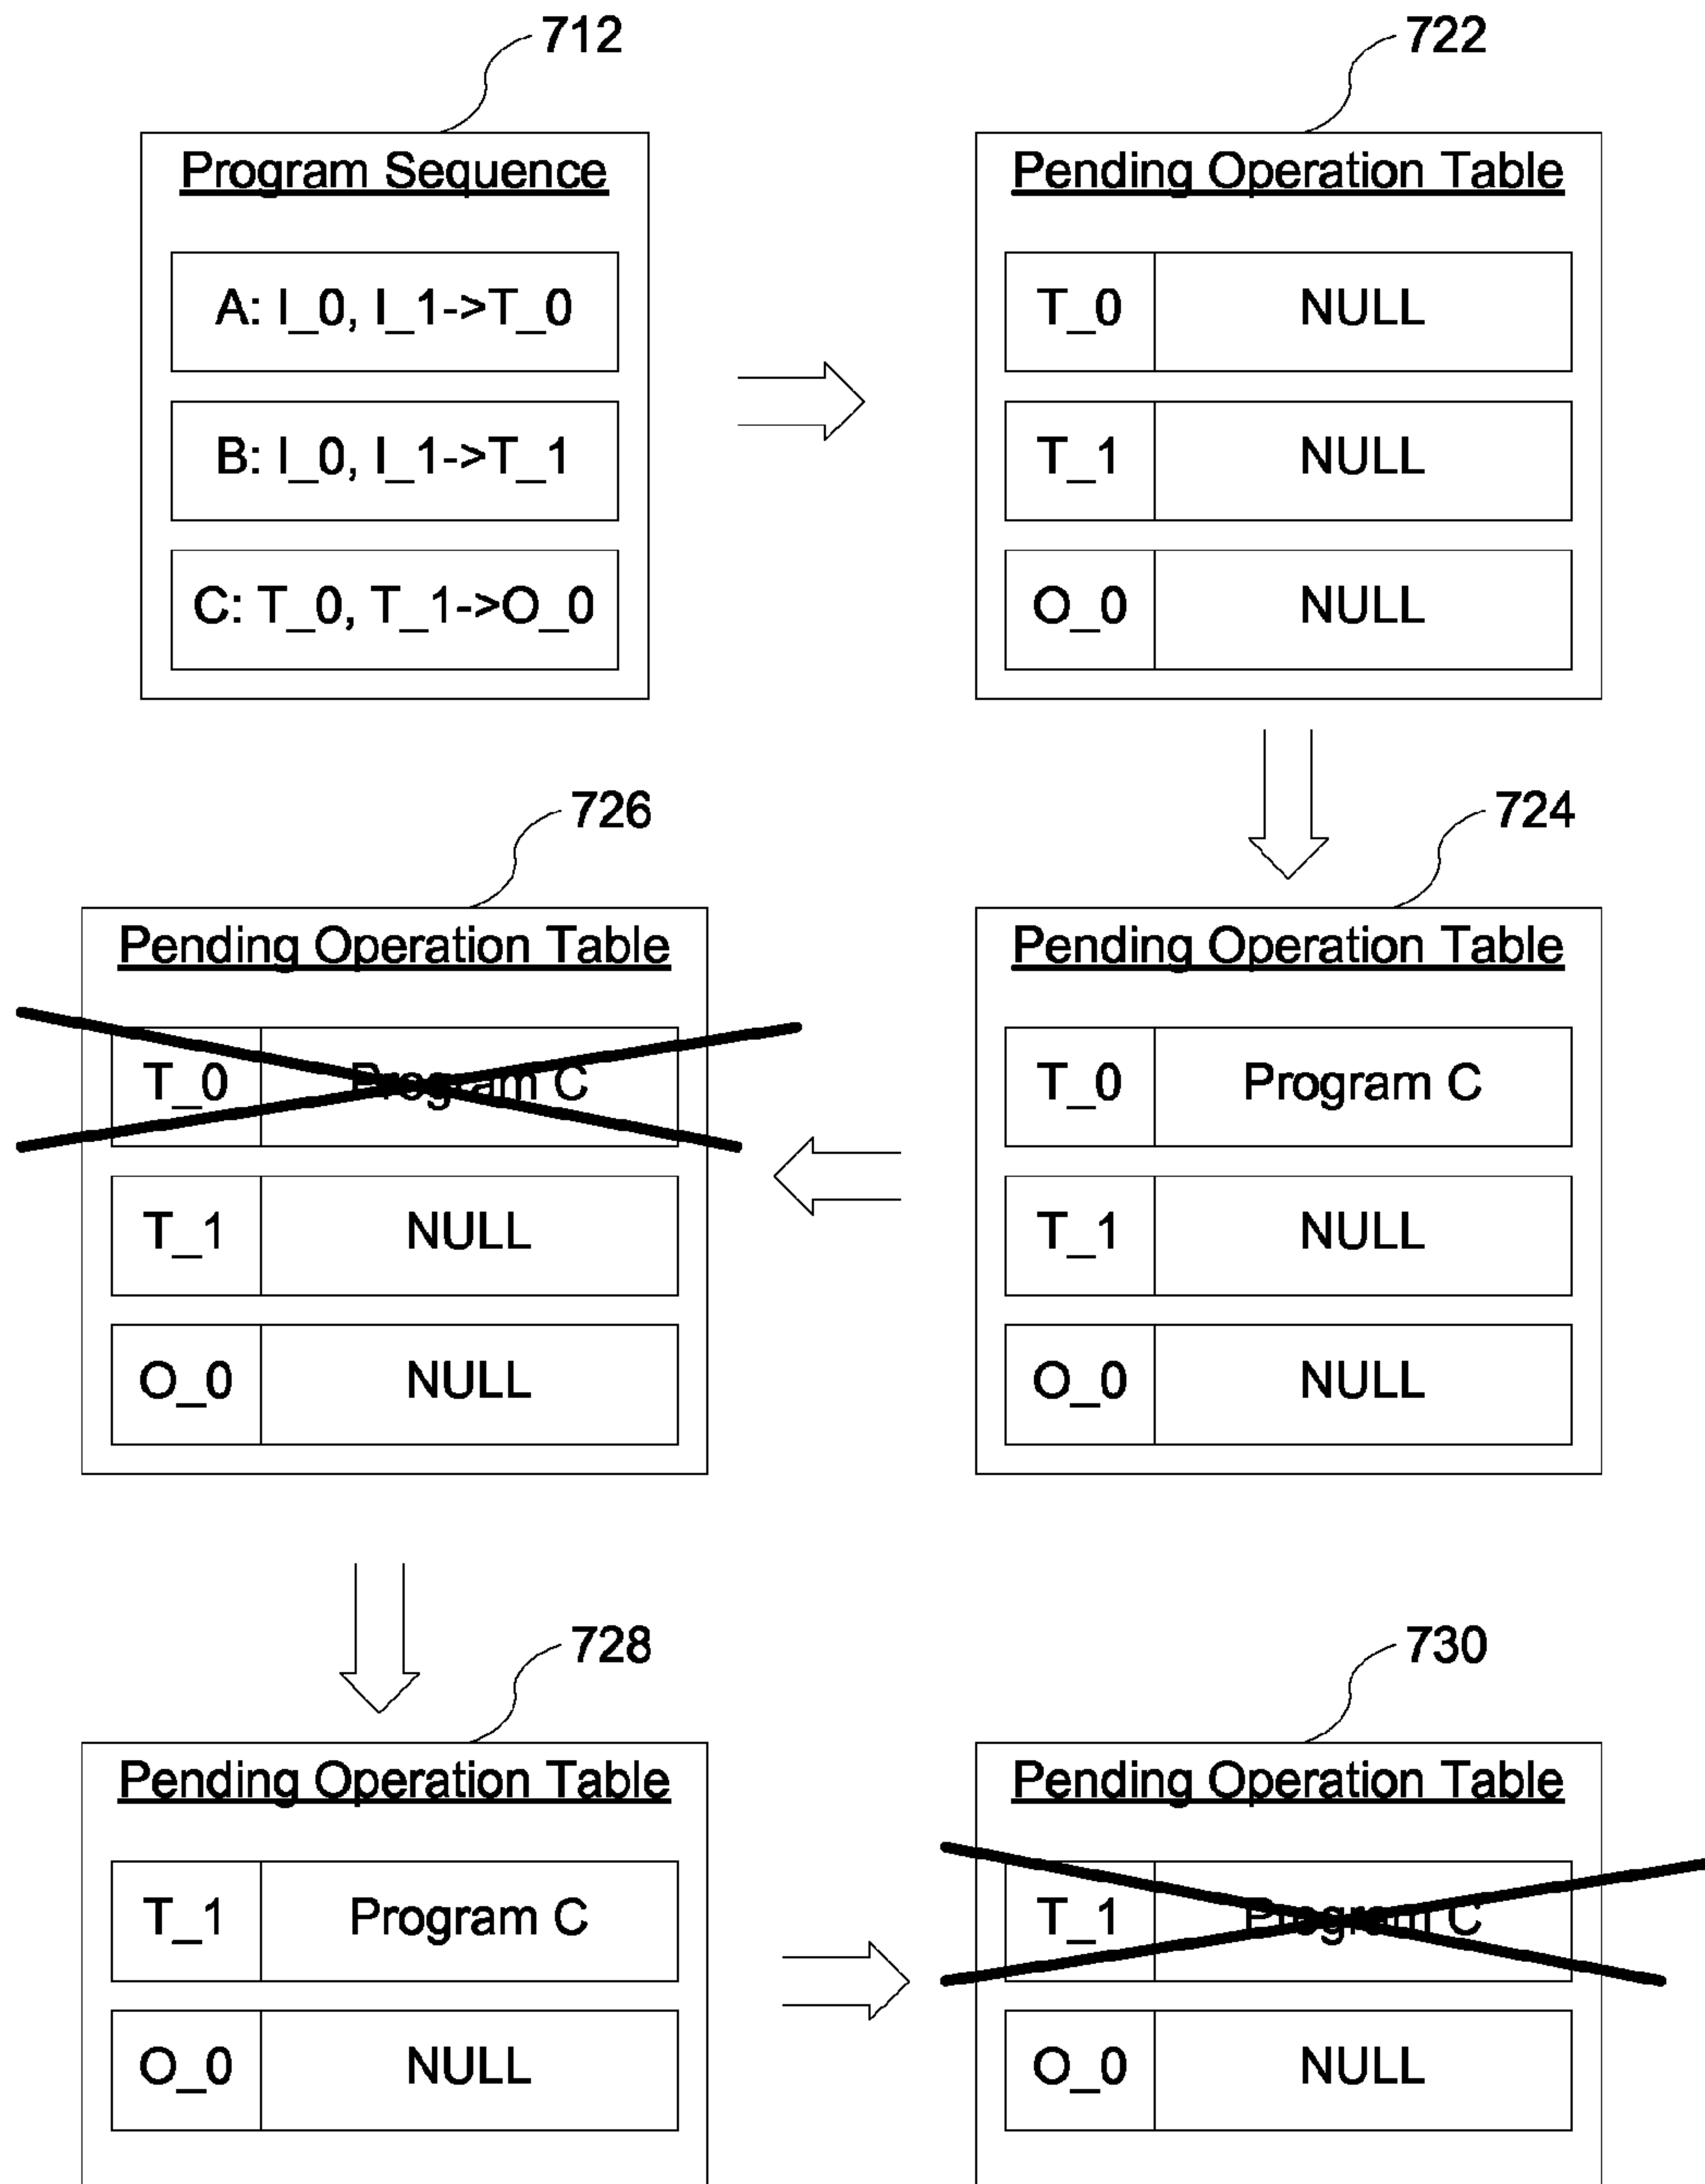 712
Program Sequence
A: I_0, I_1->T_0
B: I_0, I_1->T_1
C: T_0, T_1->O_0
722
Pending Operation Table
T_0 NULL
T_1 NULL
O_0 NULL
726
Pending Operation Table
T_0 Program C
T_1 NULL
O_0 NULL
724
Pending Operation Table
T_0 Program C
T_1 NULL
O_0 NULL
728
Pending Operation Table
T_1 Program C
O_0 NULL
730
Pending Operation Table
T_1 Program C
O_0 NULL